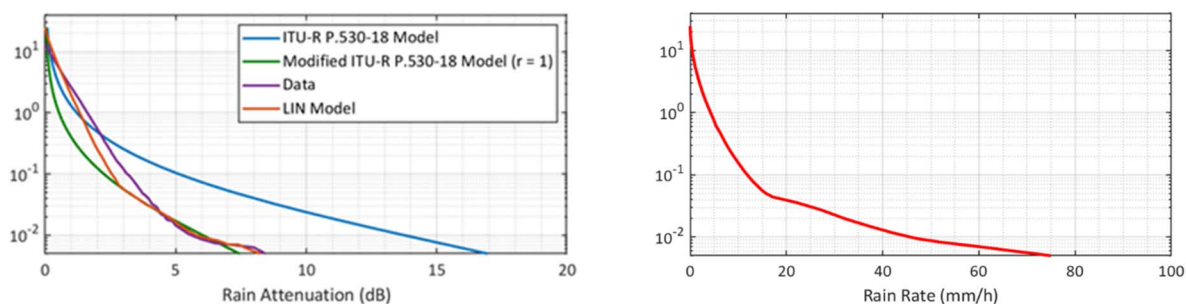 10¹
10⁰
10⁻¹
10⁻²
ITU-R P.530-18 Model
Modified ITU-R P.530-18 Model (r = 1)
Data
LIN Model
0 5 10 15 20
Rain Attenuation (dB)
10¹
10⁰
10⁻¹
10⁻²
0 20 40 60 80 100
Rain Rate (mm/h)